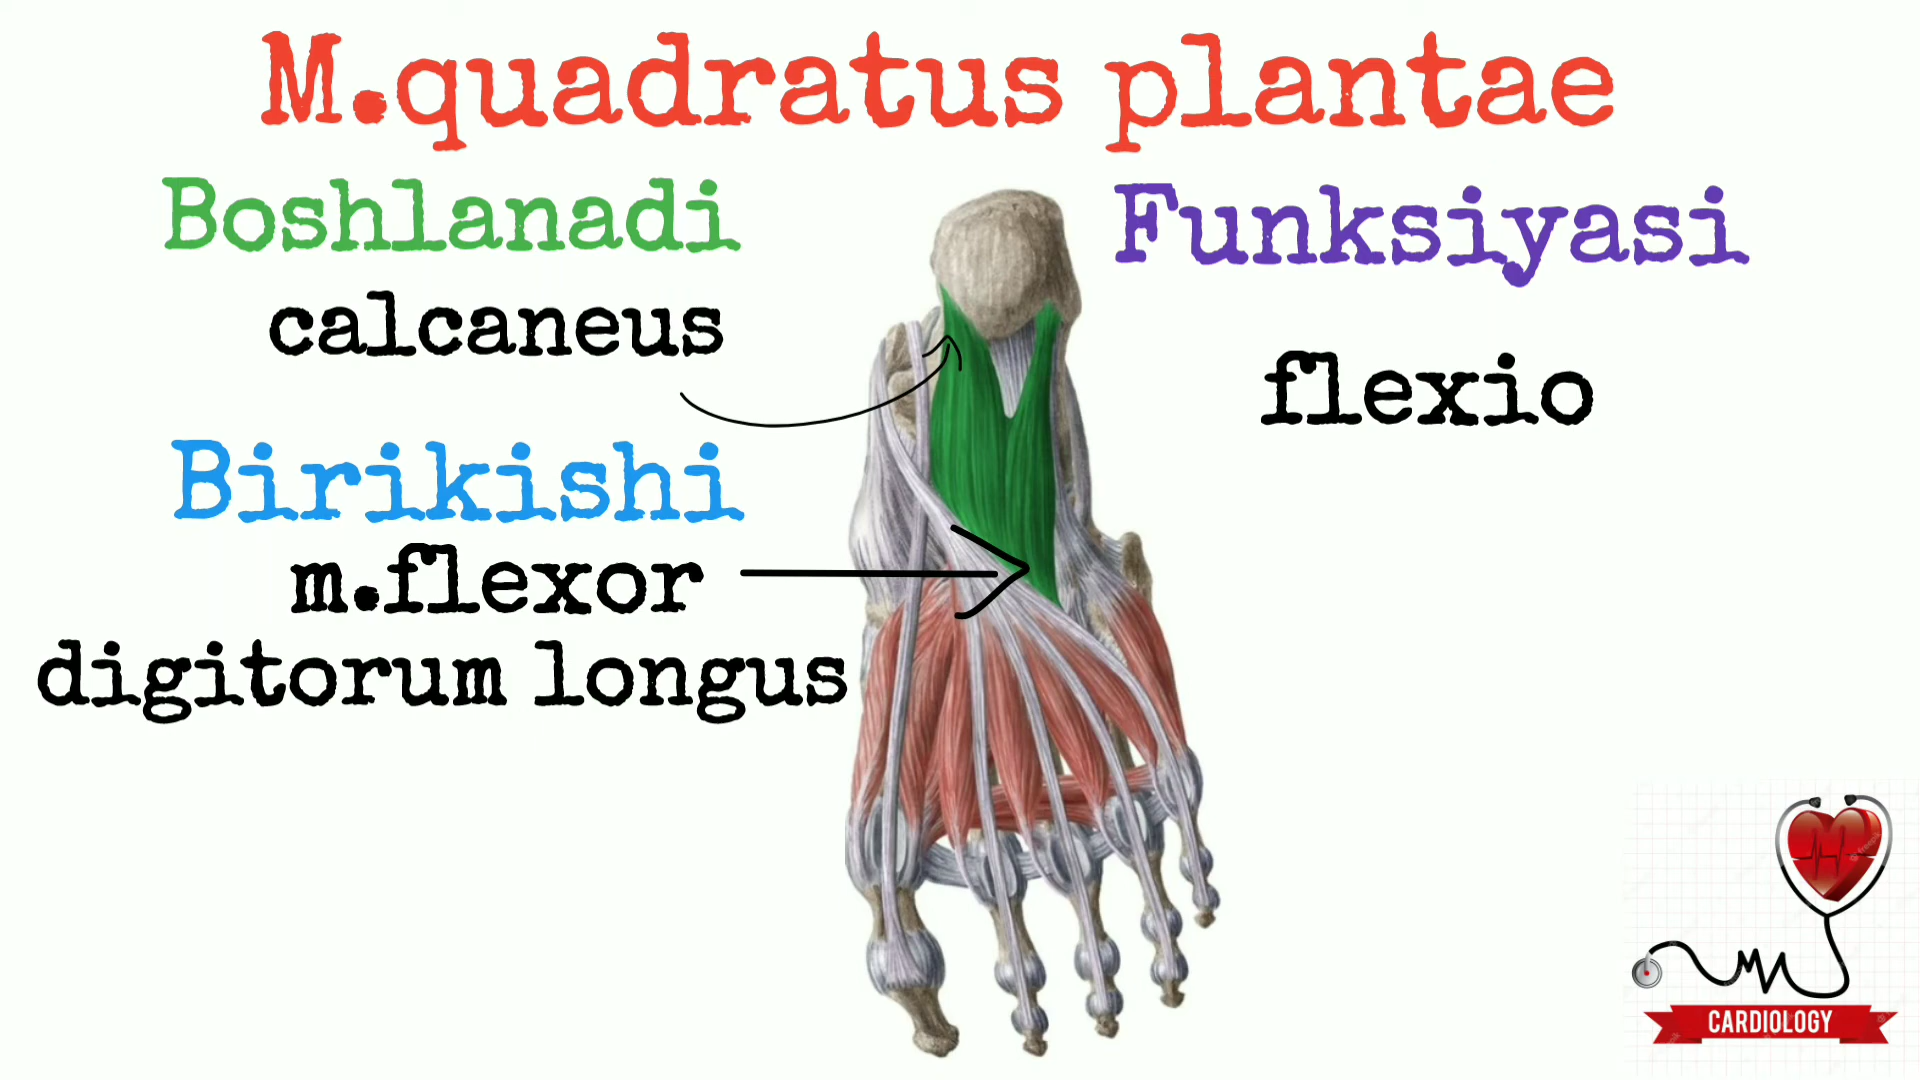 M.quadratus plantae
Boshlanadi
calcaneus
Birikishi
m.flexor
digitorum longus
Funksiyasi
flexio
CARDIOLOGY